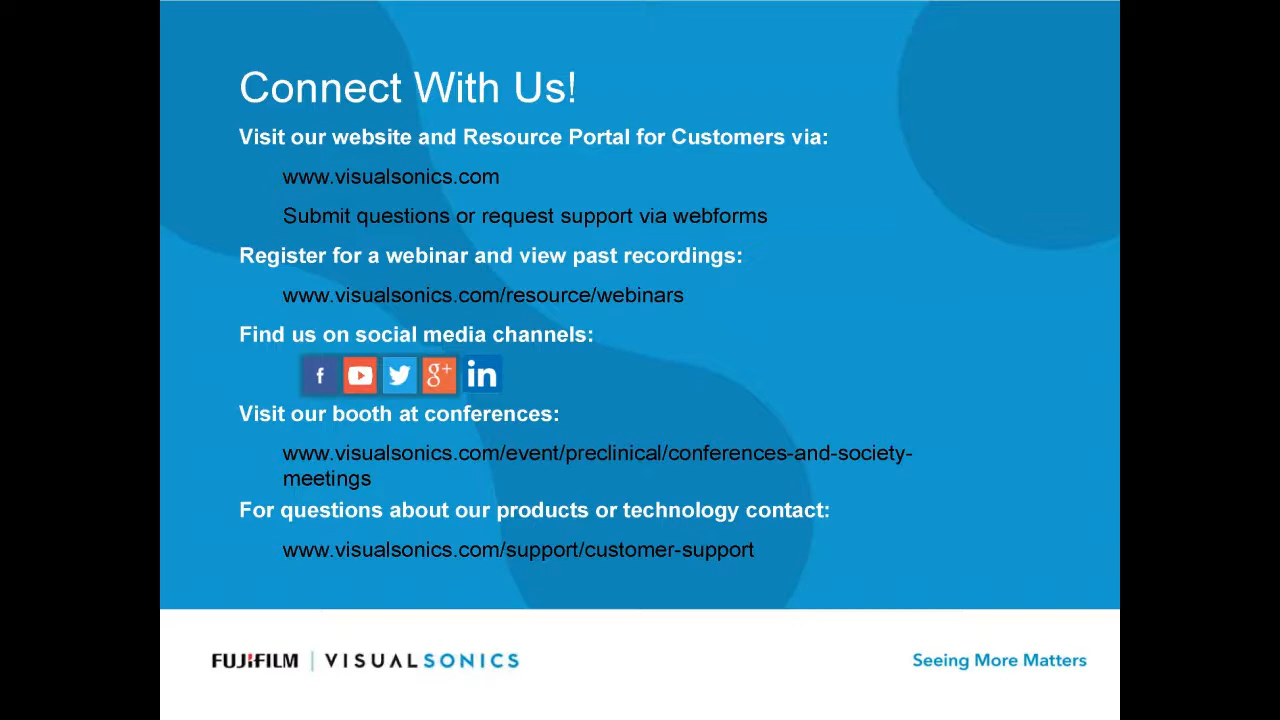 Connect With Us!
Visit our website and Resource Portal for Customers via:
www.visualsonics.com
Submit questions or request support via webforms
Register for a webinar and view past recordings:
www.visualsonics.com/resource/webinars
Find us on social media channels:
f g+ in
Visit our booth at conferences:
www.visualsonics.com/event/preclinical/conferences-and-society-
meetings
For questions about our products or technology contact:
www.visualsonics.com/support/customer-support
FUJIFILM | VISUALSONICS
Seeing More Matters